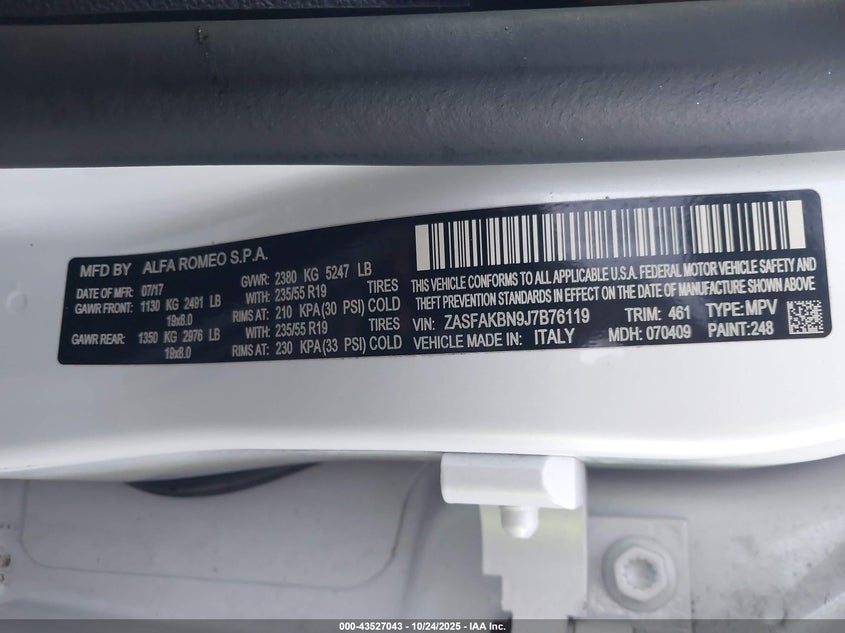 MFD BY ALFA ROMEO S.P.A.
DATE OF MFR: 07/17 GVWR: 2380 KG 5247 LB
GAWR FRONT: 1130 KG 2491 LB WITH: 235/55 R19 TIRES
19x8.0 RIMS AT: 210 KPA(30 PSI) COLD
GAWR REAR: 1350 KG 2976 LB WITH: 235/55 R19 TIRES
19x8.0 RIMS AT: 230 KPA(33 PSI) COLD
THIS VEHICLE CONFORMS TO ALL APPLICABLE U.S.A. FEDERAL MOTOR VEHICLE SAFETY AND
THEFT PREVENTION STANDARDS IN EFFECT ON THE DATE OF MANUFACTURE SHOWN ABOVE.
VIN: ZASFAKBN9J7B76119 TRIM: 461 TYPE: MPV
VEHICLE MADE IN: ITALY MDH: 070409 PAINT:248
000-43527043 - 10/24/2025 - IAA Inc.